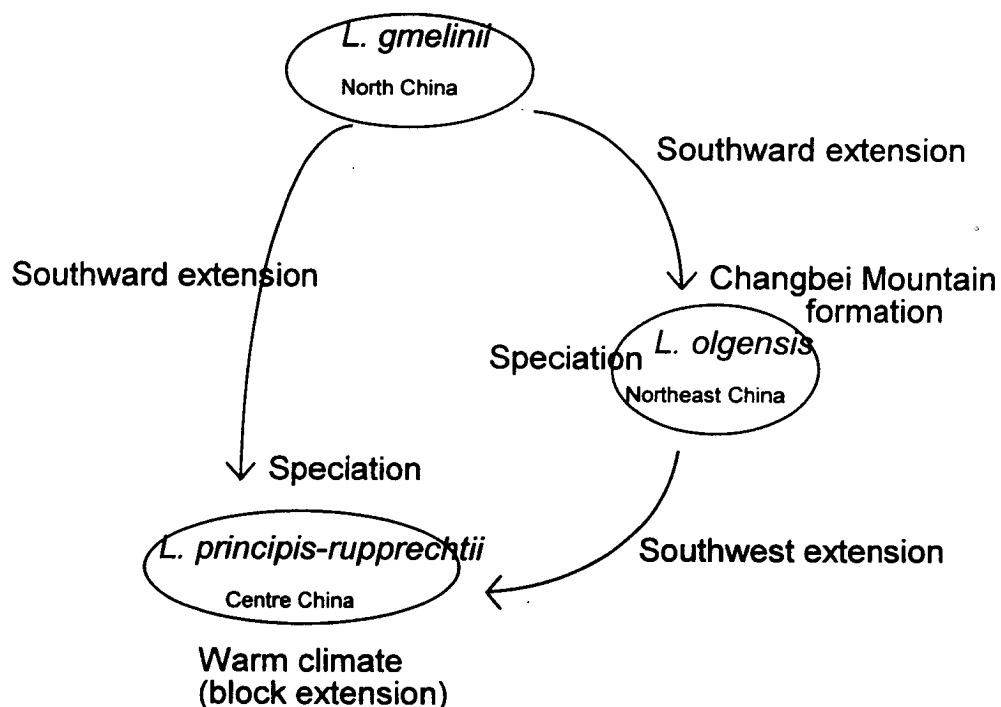 L. gmelinii
North China
Southward extension
Southward extension
Changbei Mountain
formation
Speciation
L. olgensis
Northeast China
Speciation
L. principis-rupprechtii
Centre China
Southwest extension
Warm climate
(block extension)